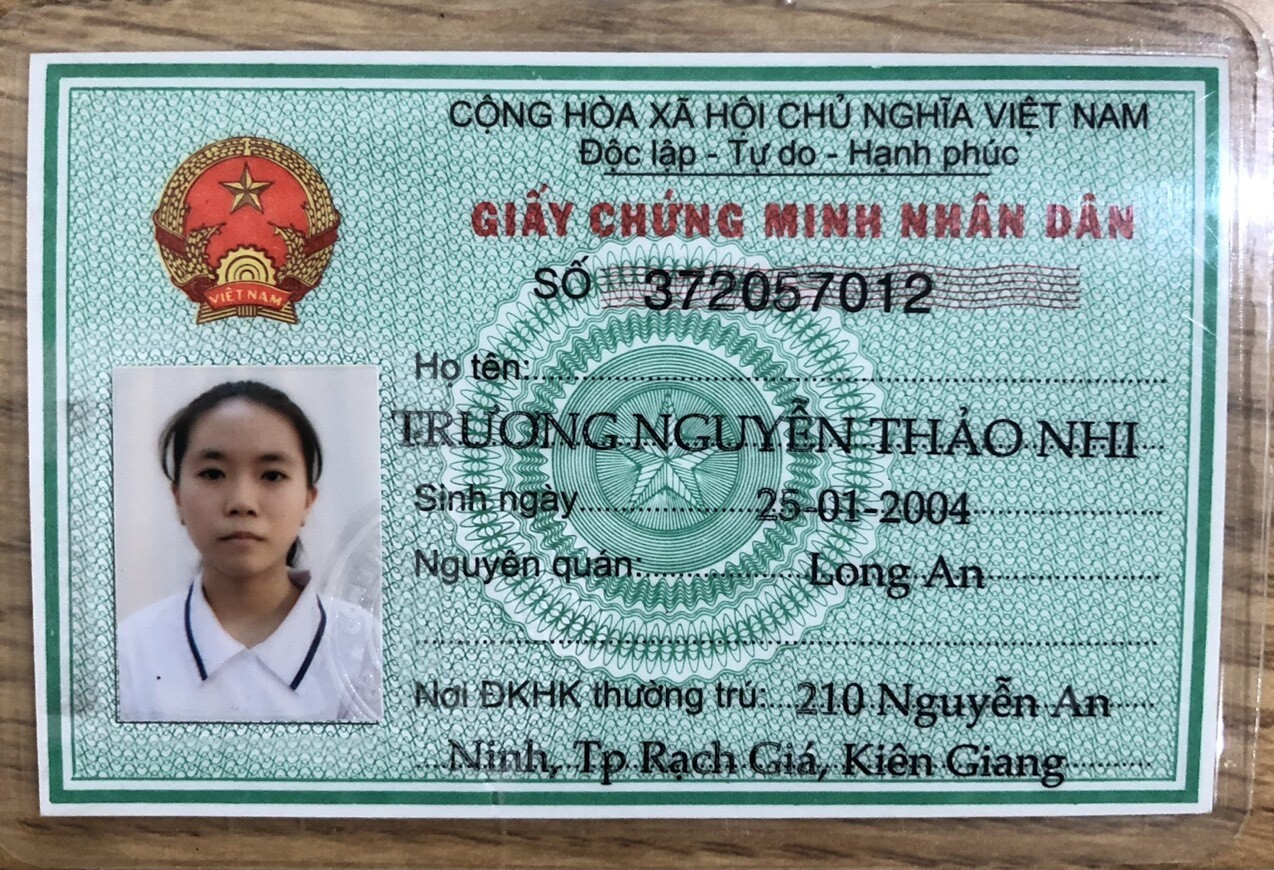 CỘNG HÒA XÃ HỘI CHỦ NGHĨA VIỆT NAM
Độc lập - Tự do - Hạnh phúc
GIẤY CHỨNG MINH NHÂN DÂN
SỐ 372057012
VIỆT NAM
Họ tên:
TRƯƠNG NGUYỄN THẢO NHI
Sinh ngày 25-01-2004
Nguyên quán: Long An
Nơi ĐKHK thường trú: 210 Nguyễn An
Ninh, Tp Rạch Giá, Kiên Giang